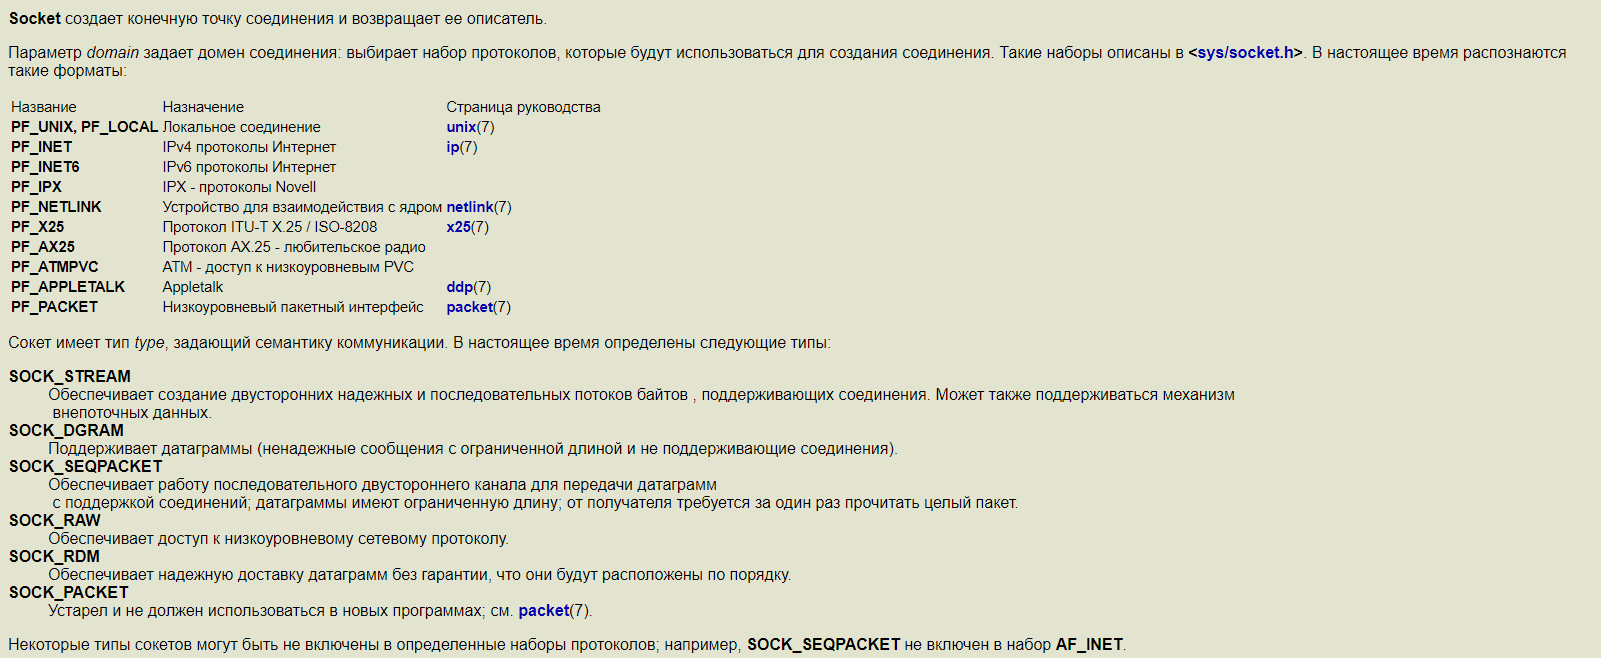 Socket создает конечную точку соединения и возвращает ее описатель.
Параметр domain задает домен соединения: выбирает набор протоколов, которые будут использоваться для создания соединения. Такие наборы описаны в <sys/socket.h>. В настоящее время распознаются
такие форматы:
Название Назначение Страница руководства
PF_UNIX, PF_LOCAL Локальное соединение unix(7)
PF_INET IPv4 протоколы Интернет ip(7)
PF_INET6 IPv6 протоколы Интернет
PF_IPX IPX - протоколы Novell
PF_NETLINK Устройство для взаимодействия с ядром netlink(7)
PF_X25 Протокол ITU-T X.25 / ISO-8208 x25(7)
PF_AX25 Протокол AX.25 - любительское радио
PF_ATMPVC ATM - доступ к низкоуровневым PVC
PF_APPLETALK Appletalk ddp(7)
PF_PACKET Низкоуровневый пакетный интерфейс packet(7)
Сокет имеет тип type, задающий семантику коммуникации. В настоящее время определены следующие типы:
SOCK_STREAM
Обеспечивает создание двусторонних надежных и последовательных потоков байтов , поддерживающих соединения. Может также поддерживаться механизм
внепоточных данных.
SOCK_DGRAM
Поддерживает датаграммы (ненадежные сообщения с ограниченной длиной и не поддерживающие соединения).
SOCK_SEQPACKET
Обеспечивает работу последовательного двустороннего канала для передачи датаграмм
с поддержкой соединений; датаграммы имеют ограниченную длину; от получателя требуется за один раз прочитать целый пакет.
SOCK_RAW
Обеспечивает доступ к низкоуровневому сетевому протоколу.
SOCK_RDM
Обеспечивает надежную доставку датаграмм без гарантии, что они будут расположены по порядку.
SOCK_PACKET
Устарел и не должен использоваться в новых программах; см. packet(7).
Некоторые типы сокетов могут быть не включены в определенные наборы протоколов; например, SOCK_SEQPACKET не включен в набор AF_INET.